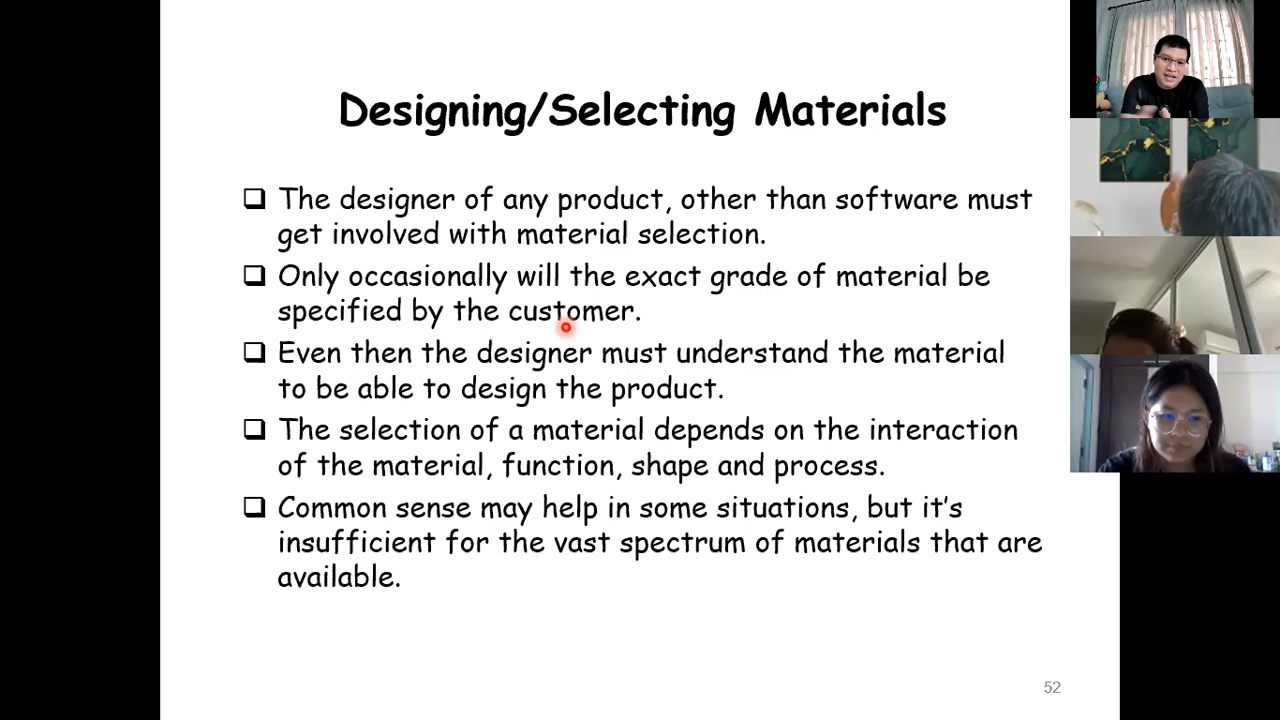 Designing/Selecting Materials
The designer of any product, other than software must
get involved with material selection.
Only occasionally will the exact grade of material be
specified by the customer.
Even then the designer must understand the material
to be able to design the product.
The selection of a material depends on the interaction
of the material, function, shape and process.
Common sense may help in some situations, but it's
insufficient for the vast spectrum of materials that are
available.
52